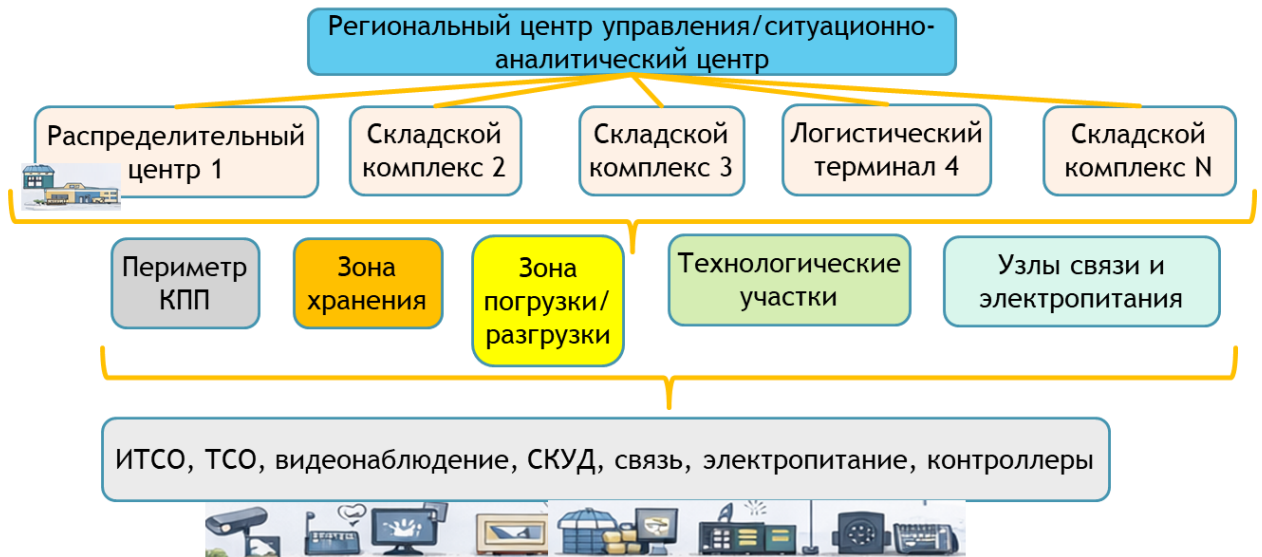 Региональный центр управления/ситуационно-
аналитический центр
Распределительный
центр 1
Складской
комплекс 2
Складской
комплекс 3
Логистический
терминал 4
Складской
комплекс N
Периметр
КПП
Зона
хранения
Зона
погрузки/
разгрузки
Технологические
участки
Узлы связи и
электропитания
ИТСО, ТСО, видеонаблюдение, СКУД, связь, электропитание, контроллеры